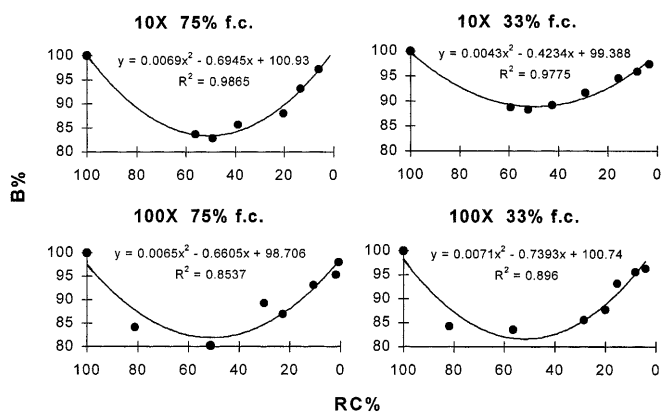 10X 75% f.c.
10X 33% f.c.
y = 0.0069x² - 0.6945x + 100.93
R² = 0.9865
y = 0.0043x² - 0.4234x + 99.388
R² = 0.9775
100
95
90
85
80
100 80 60 40 20 0
100
95
90
85
80
100 80 60 40 20 0
B%
100X 75% f.c.
100X 33% f.c.
y = 0.0065x² - 0.6605x + 98.706
R² = 0.8537
y = 0.0071x² - 0.7393x + 100.74
R² = 0.896
100
95
90
85
80
100 80 60 40 20 0
100
95
90
85
80
100 80 60 40 20 0
RC%